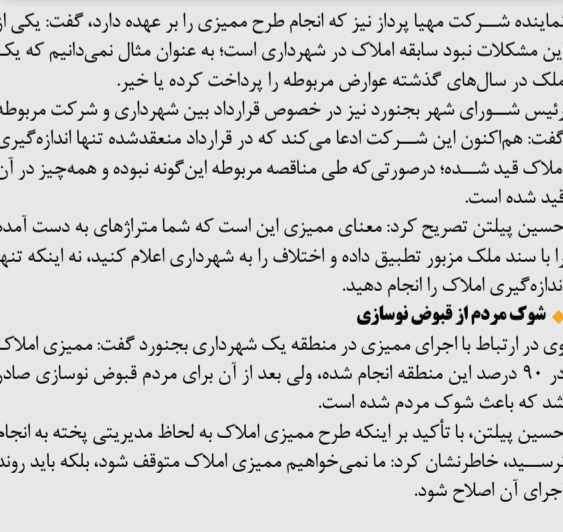 نماینده شرکت مهیا پرداز نیز که انجام طرح ممیزی را بر عهده دارد، گفت: یکی از
این مشکلات نبود سابقه املاک در شهرداری است؛ به عنوان مثال نمی‌دانیم که یک
ملک در سال‌های گذشته عوارض مربوطه را پرداخت کرده یا خیر.
رئیس شورای شهر بجنورد نیز در خصوص قرارداد بین شهرداری و شرکت مربوطه
گفت: هم‌اکنون این شرکت ادعا می‌کند که در قرارداد منعقدشده تنها اندازه‌گیری
املاک قید شده؛ درصورتی‌که طی مناقصه مربوطه این‌گونه نبوده و همه‌چیز در آن
قید شده است.
حسین پیلتن تصریح کرد: معنای ممیزی این است که شما متراژهای به دست آمده
را با سند ملک مزبور تطبیق داده و اختلاف را به شهرداری اعلام کنید، نه اینکه تنها
اندازه‌گیری املاک را انجام دهید.
شوک مردم از قبوض نوسازی
وی در ارتباط با اجرای ممیزی در منطقه یک شهرداری بجنورد گفت: ممیزی املاک
در ۹۰ درصد این منطقه انجام شده، ولی بعد از آن برای مردم قبوض نوسازی صادر
شد که باعث شوک مردم شده است.
حسین پیلتن، با تأکید بر اینکه طرح ممیزی املاک به لحاظ مدیریتی پخته به انجام
نرسید، خاطرنشان کرد: ما نمی‌خواهیم ممیزی املاک متوقف شود، بلکه باید روند
اجرای آن اصلاح شود.